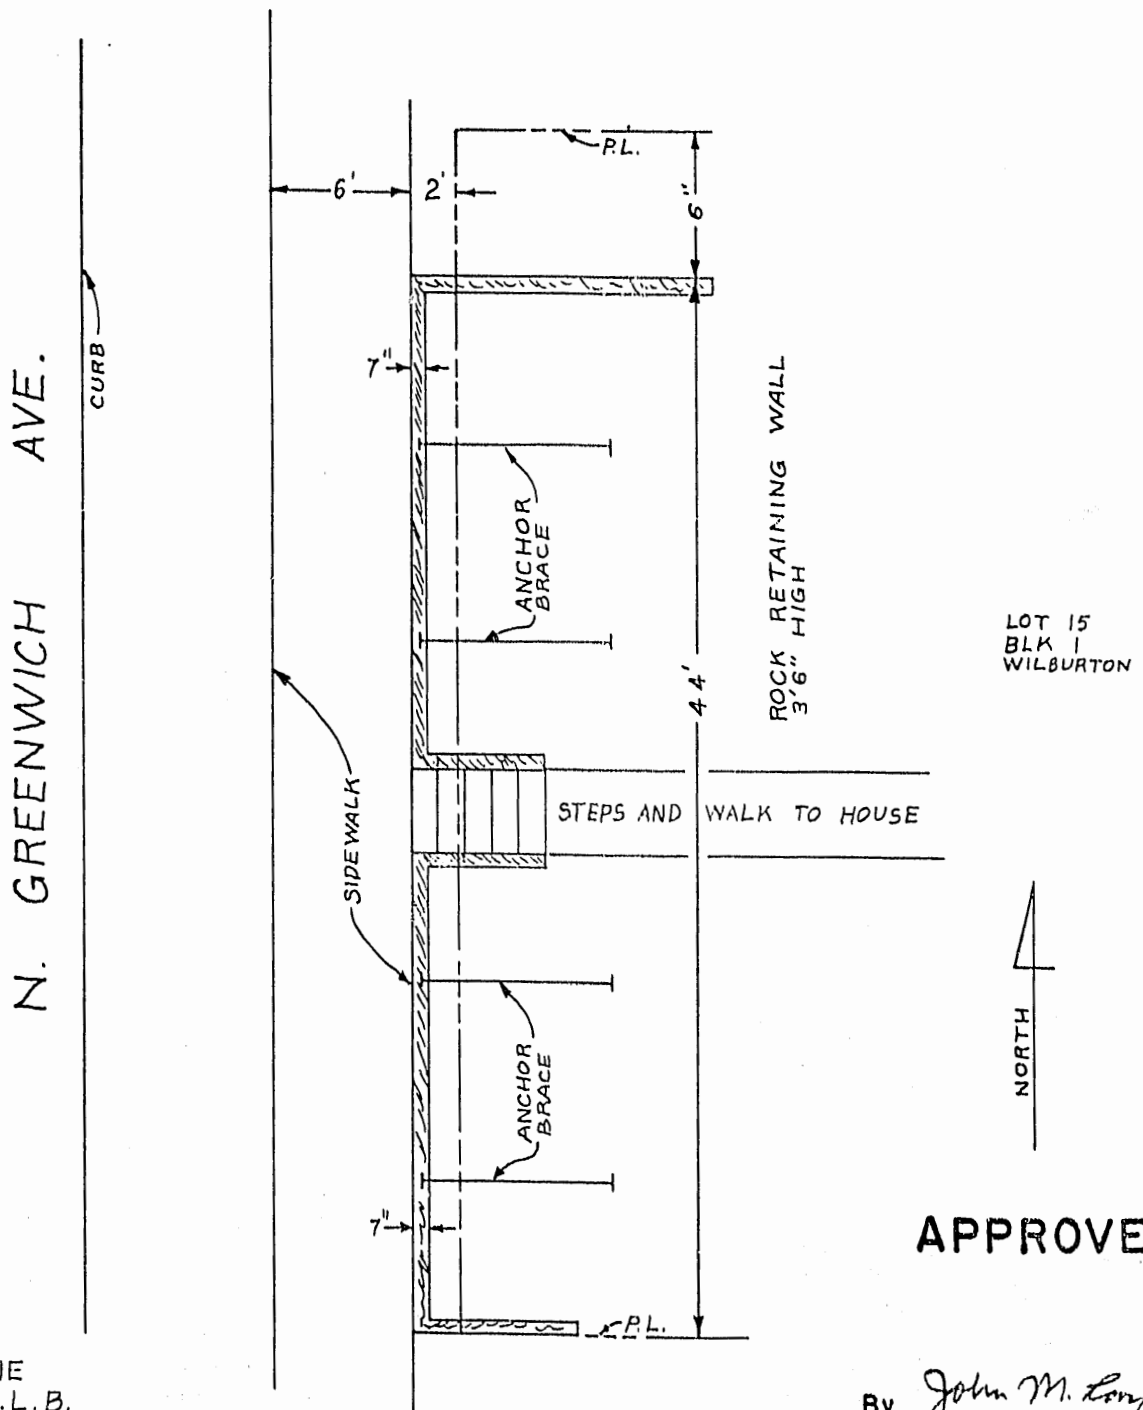 P.L.
6'
2'
6"
CURB
7"
N. GREENWICH AVE.
ANCHOR
BRACE
ROCK RETAINING WALL
3'6" HIGH
LOT 15
BLK 1
WILBURTON
44'
SIDEWALK
STEPS AND WALK TO HOUSE
NORTH
ANCHOR
BRACE
7"
APPROVE
P.L.
.L.B.
By John M.